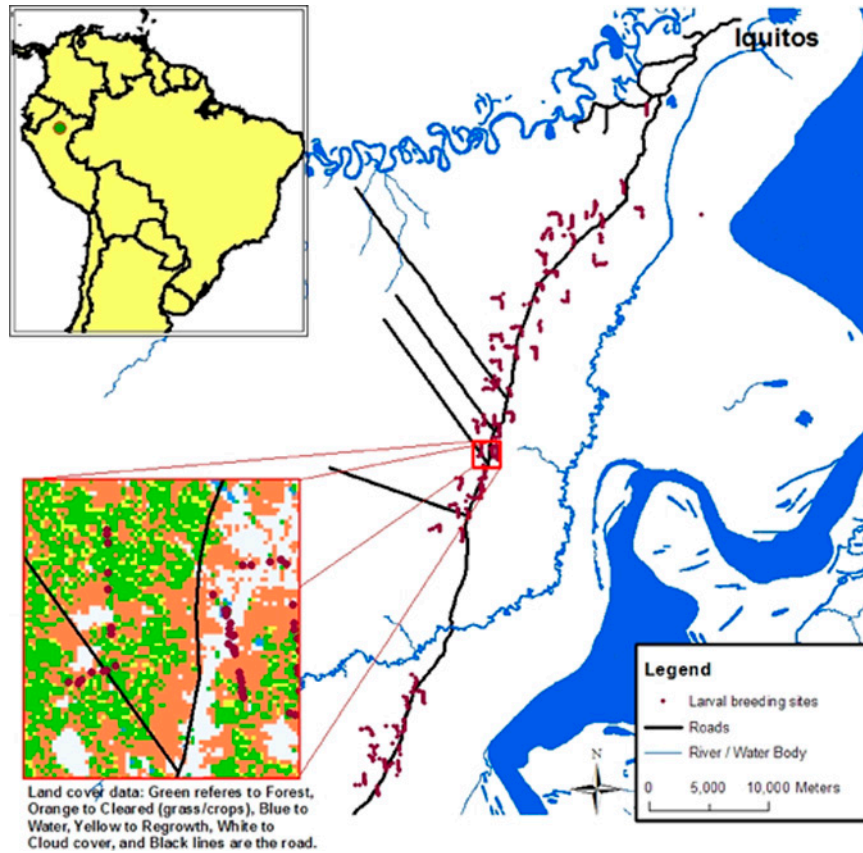 Iquitos
Legend
Larval breeding sites
Roads
River / Water Body
N
0 5,000 10,000 Meters
Land cover data: Green referes to Forest,
Orange to Cleared (grass/crops), Blue to
Water, Yellow to Regrowth, White to
Cloud cover, and Black lines are the road.